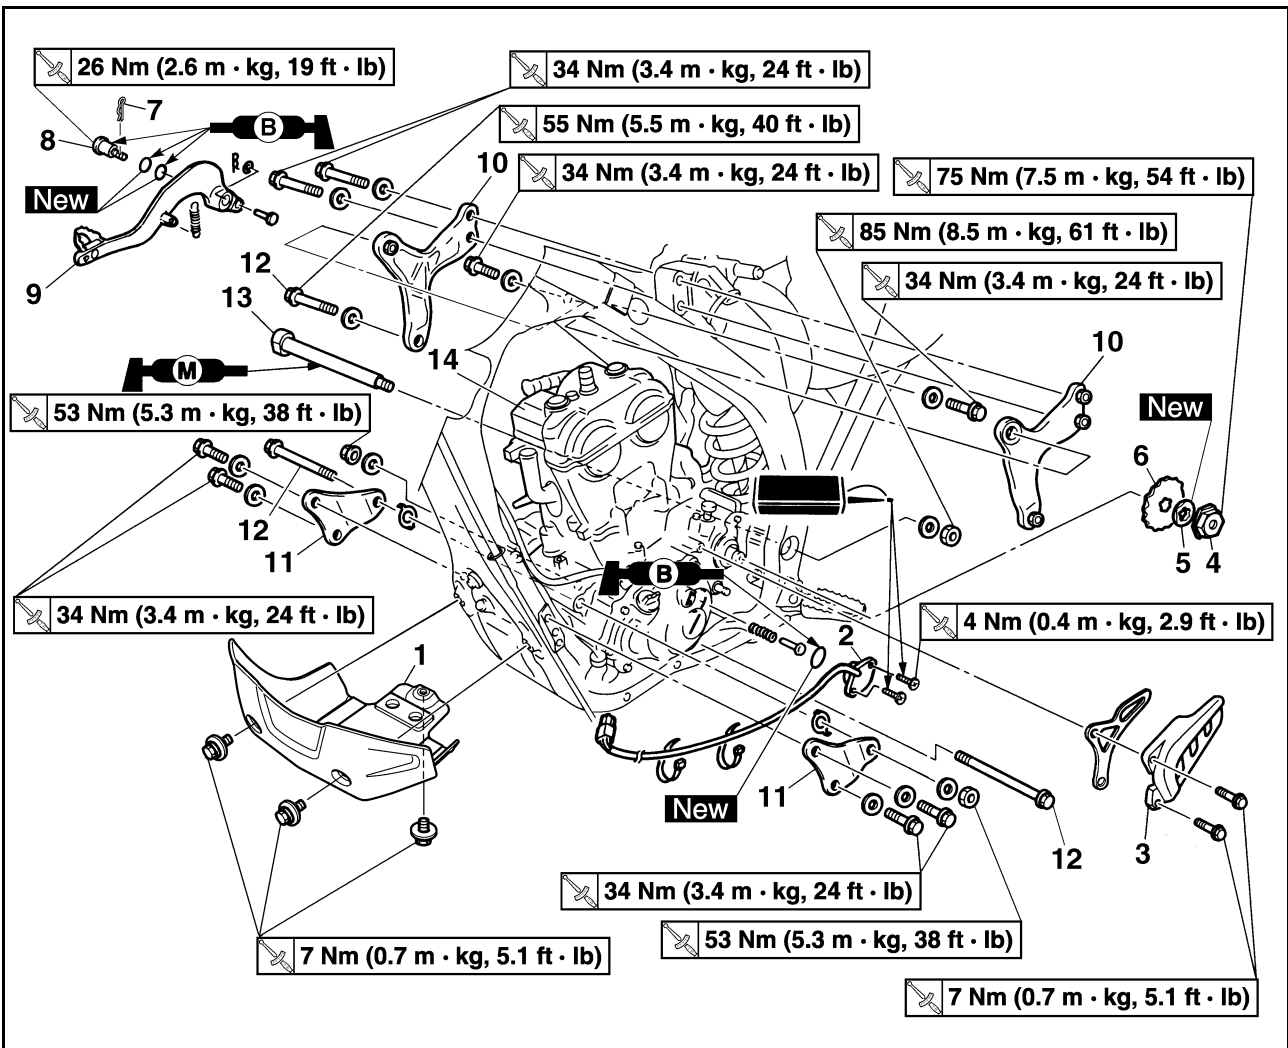 26 Nm (2.6 m · kg, 19 ft · lb)
34 Nm (3.4 m · kg, 24 ft · lb)
7
8
B
55 Nm (5.5 m · kg, 40 ft · lb)
10
34 Nm (3.4 m · kg, 24 ft · lb)
75 Nm (7.5 m · kg, 54 ft · lb)
New
85 Nm (8.5 m · kg, 61 ft · lb)
12
9
13
34 Nm (3.4 m · kg, 24 ft · lb)
14
10
M
53 Nm (5.3 m · kg, 38 ft · lb)
New
6
12
11
5
4
B
34 Nm (3.4 m · kg, 24 ft · lb)
4 Nm (0.4 m · kg, 2.9 ft · lb)
1
2
11
New
12
3
34 Nm (3.4 m · kg, 24 ft · lb)
53 Nm (5.3 m · kg, 38 ft · lb)
7 Nm (0.7 m · kg, 5.1 ft · lb)
7 Nm (0.7 m · kg, 5.1 ft · lb)